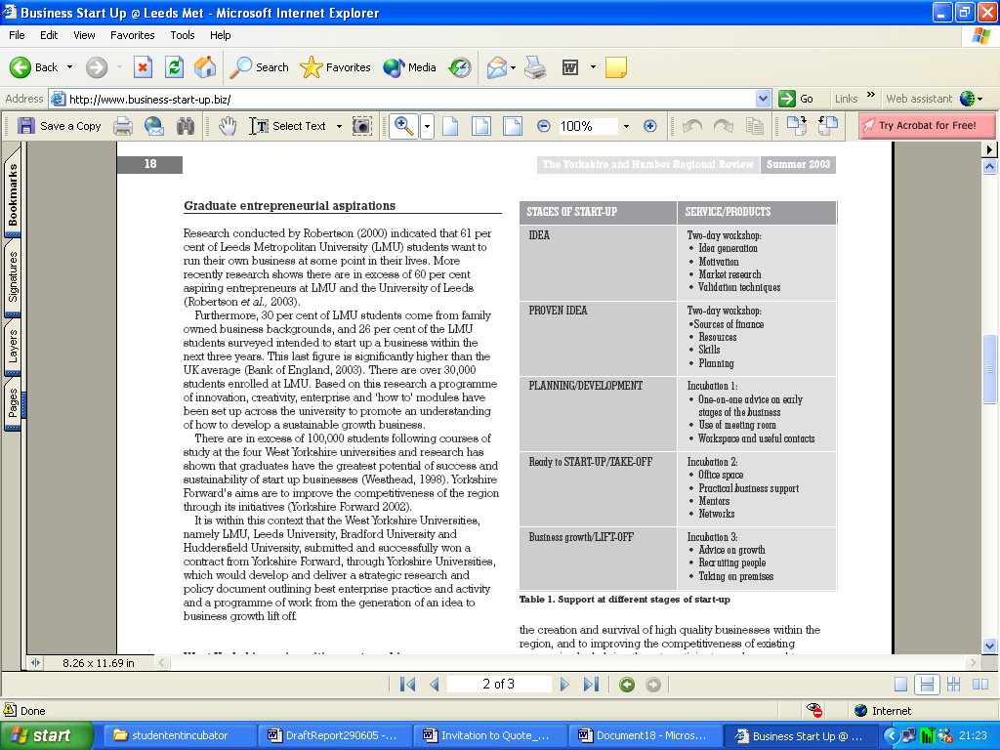 Business Start Up @ Leeds Met - Microsoft Internet Explorer
File Edit View Favorites Tools Help
Back Search Favorites Media
Address http://www.business-start-up.biz/ Go Links » Web assistant
Save a Copy Select Text 100% Try Acrobat for Free!
Bookmarks
Signatures
Layers
Pages
18
The Yorkshire and Humber Regional Review Summer 2003
Graduate entrepreneurial aspirations
Research conducted by Robertson (2000) indicated that 61 per
cent of Leeds Metropolitan University (LMU) students want to
run their own business at some point in their lives. More
recently research shows there are in excess of 60 per cent
aspiring entrepreneurs at LMU and the University of Leeds
(Robertson et al., 2003).
Furthermore, 30 per cent of LMU students come from family
owned business backgrounds, and 26 per cent of the LMU
students surveyed intended to start up a business within the
next three years. This last figure is significantly higher than the
UK average (Bank of England, 2003). There are over 30,000
students enrolled at LMU. Based on this research a programme
of innovation, creativity, enterprise and 'how to' modules have
been set up across the university to promote an understanding
of how to develop a sustainable growth business.
There are in excess of 100,000 students following courses of
study at the four West Yorkshire universities and research has
shown that graduates have the greatest potential of success and
sustainability of start up businesses (Westhead, 1998). Yorkshire
Forward's aims are to improve the competitiveness of the region
through its initiatives (Yorkshire Forward 2002).
It is within this context that the West Yorkshire Universities,
namely LMU, Leeds University, Bradford University and
Huddersfield University, submitted and successfully won a
contract from Yorkshire Forward, through Yorkshire Universities,
which would develop and deliver a strategic research and
policy document outlining best enterprise practice and activity
and a programme of work from the generation of an idea to
business growth lift off.
STAGES OF START-UP SERVICE/PRODUCTS
IDEA Two-day workshop:
• Idea generation
• Motivation
• Market research
• Validation techniques
PROVEN IDEA Two-day workshop:
•Sources of finance
• Resources
• Skills
• Planning
PLANNING/DEVELOPMENT Incubation 1:
• One-on-one advice on early
stages of the business
• Use of meeting room
• Workspace and useful contacts
Ready to START-UP/TAKE-OFF Incubation 2:
• Office space
• Practical business support
• Mentors
• Networks
Business growth/LIFT-OFF Incubation 3:
• Advice on growth
• Recruiting people
• Taking on premises
Table 1. Support at different stages of start-up
the creation and survival of high quality businesses within the
region, and to improving the competitiveness of existing
8.26 x 11.69 in
2 of 3
Done Internet
start studententincubator DraftReport290605 -... Invitation to Quote_... Document18 - Micros... Business Start Up @ ... 21:23